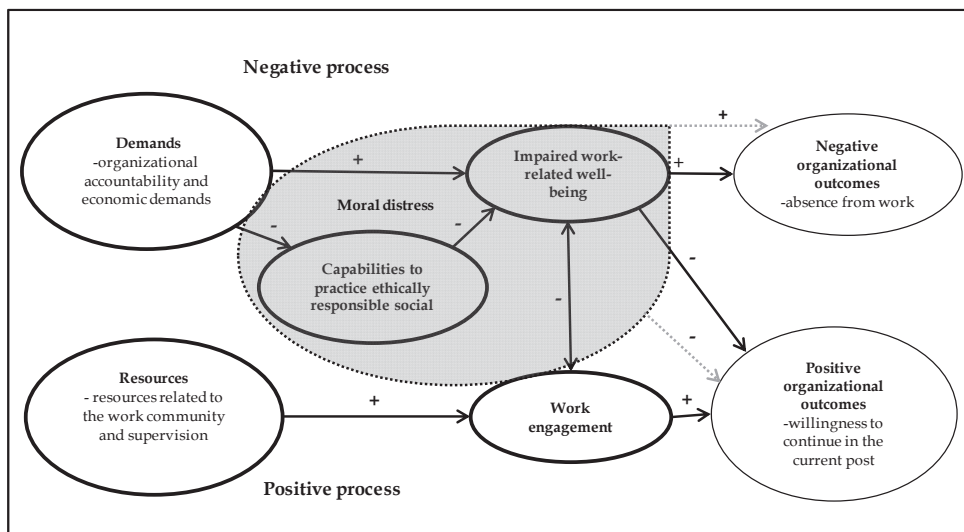 Negative process
Demands
-organizational
accountability and
economic demands
+
-
Moral distress
Impaired work-
related well-
being
-
Capabilities to
practice ethically
responsible social
+
+
Negative
organizational
outcomes
-absence from work
-
-
-
Resources
- resources related to
the work community
and supervision
+
Work
engagement
+
Positive
organizational
outcomes
-willingness to
continue in the
current post
Positive process